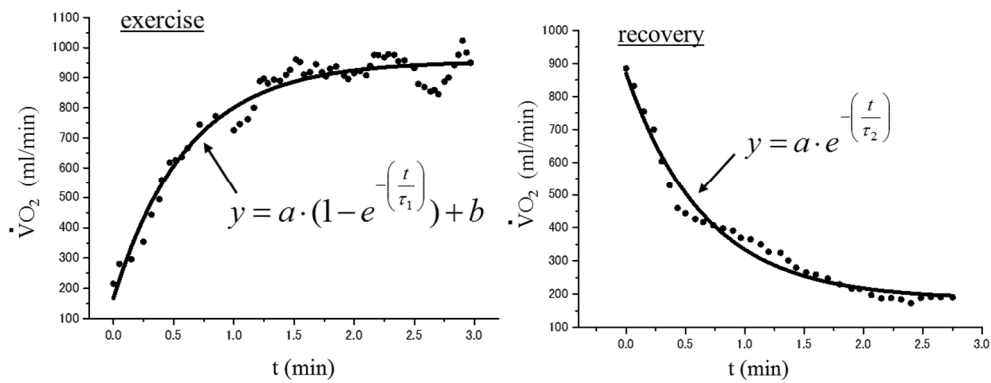 exercise
1100
1000
900
800
700
600
500
400
300
200
100
V̇O₂ (ml/min)
y = a·(1−e^−(t/τ₁))+b
0.0 0.5 1.0 1.5 2.0 2.5 3.0
t (min)
recovery
1000
900
800
700
600
500
400
300
200
100
V̇O₂ (ml/min)
y = a·e^−(t/τ₂)
0.0 0.5 1.0 1.5 2.0 2.5 3.0
t (min)